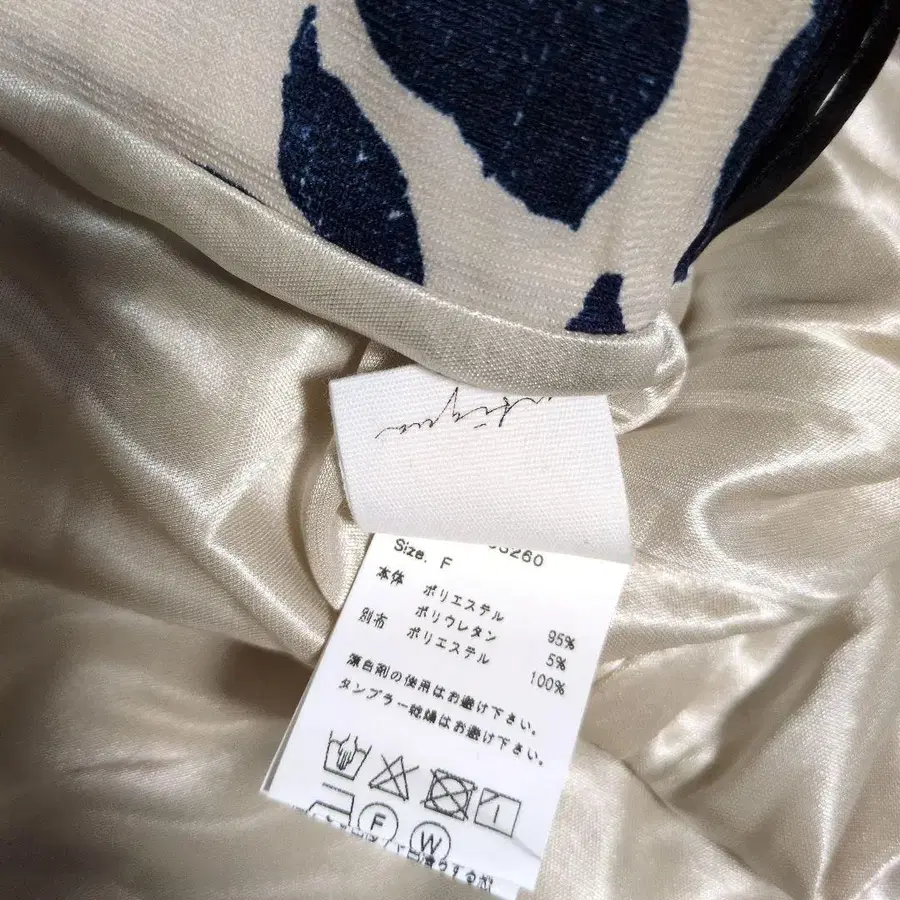 Size. F
本体 ポリエステル 95%
ポリウレタン 5%
別布 ポリエステル 100%
漂白剤の使用はお避け下さい。
タンブラー乾燥はお避け下さい。
F
W